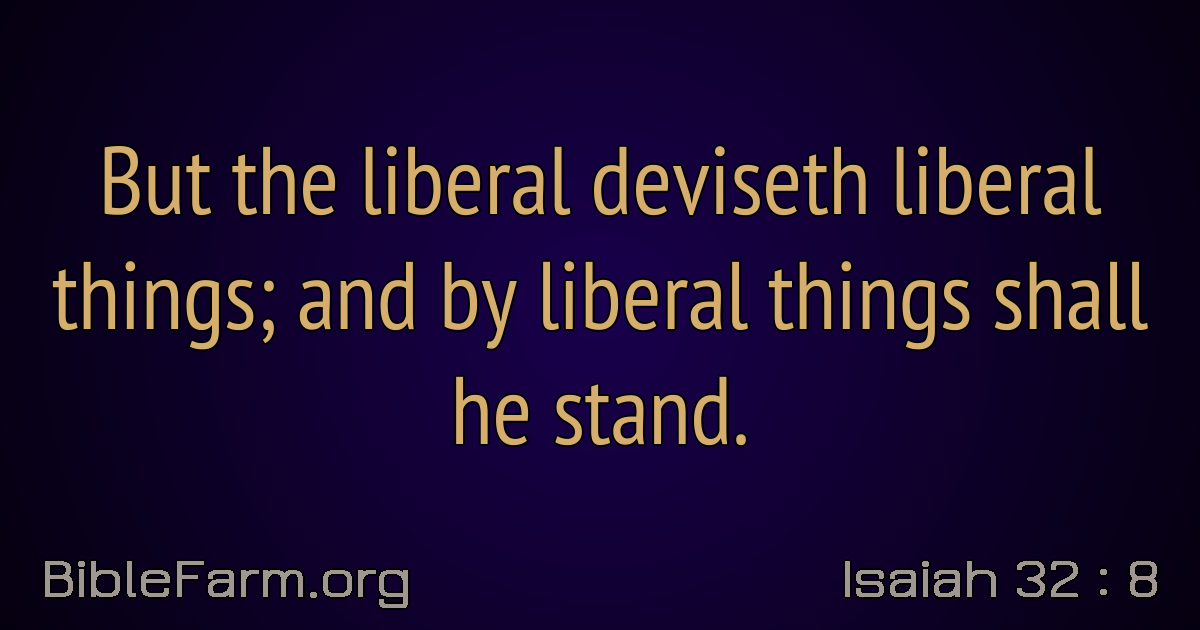 But the liberal deviseth liberal
things; and by liberal things shall
he stand.
BibleFarm.org
Isaiah 32 : 8